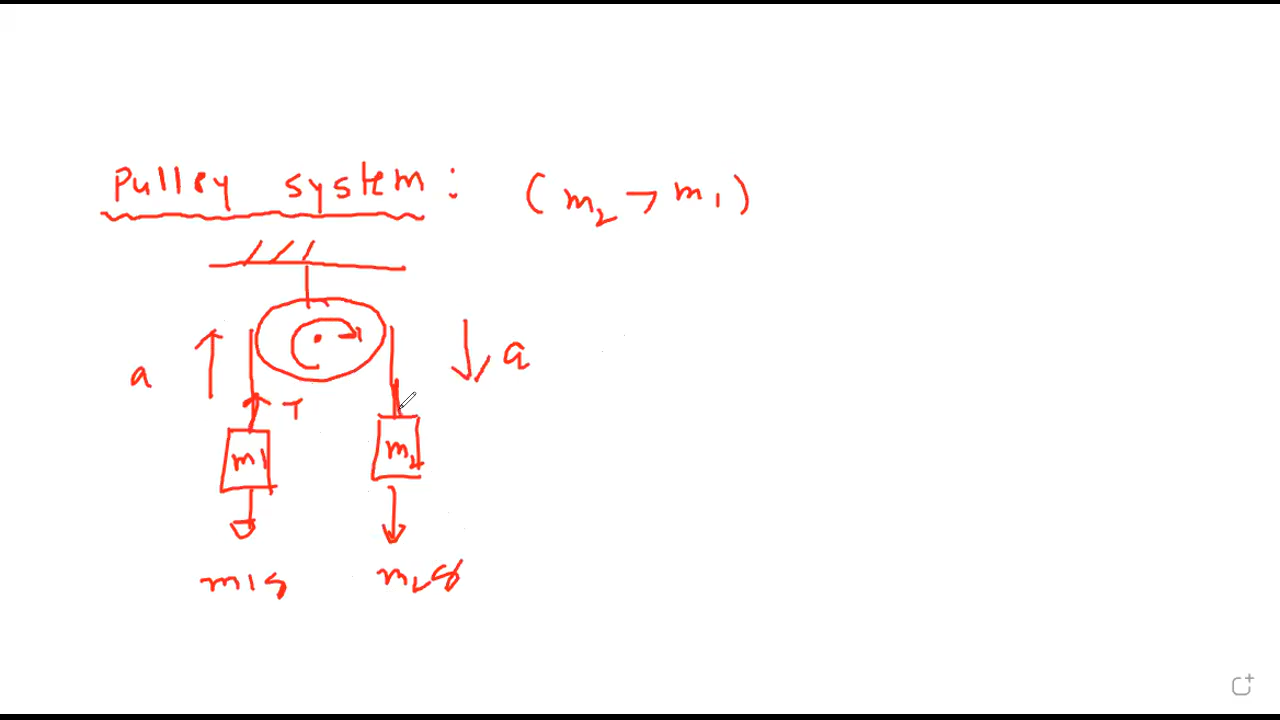 Pulley system: (m₂ > m1)
a a
T
m1 m₂
m1g m₂g